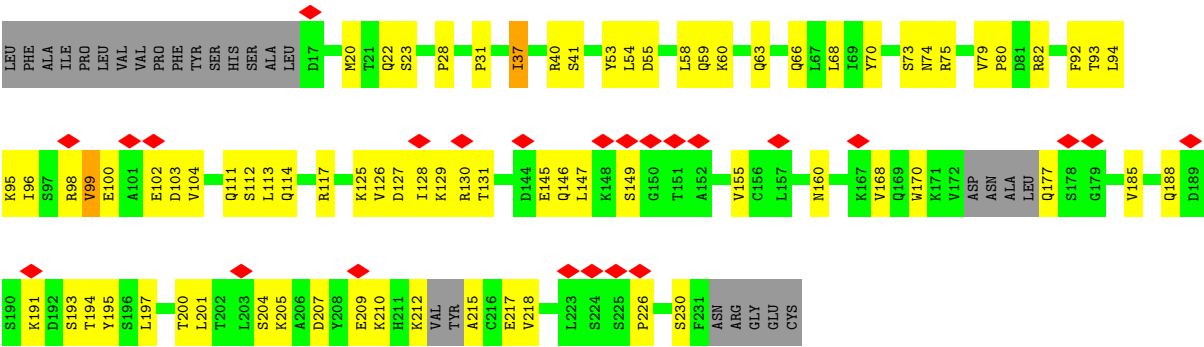 LEU PHE ALA ILE PRO LEU VAL VAL PRO PHE TYR SER HIS SER ALA LEU D17 M20 T21 Q22 S23 P28 P31 I37 R40 S41 Y53 L54 D55 L58 Q59 K60 Q63 Q66 L67 L68 I69 Y70 S73 N74 R75 V79 P80 D81 R82 F92 T93 L94
K95 I96 S97 R98 V99 E100 A101 E102 D103 V104 Q111 S112 L113 Q114 R117 K125 V126 D127 I128 K129 R130 T131 D144 E145 Q146 L147 K148 S149 G150 T151 A152 V155 C156 L157 N160 K167 V168 Q169 W170 K171 V172 ASP ASN ALA LEU Q177 S178 G179 V185 Q188 D189
S190 K191 D192 S193 T194 Y195 S196 L197 T200 L201 T202 L203 S204 K205 A206 D207 Y208 E209 K210 H211 K212 VAL TYR A215 C216 E217 V218 L223 S224 S225 P226 S230 F231 ASN ARG GLY GLU CYS